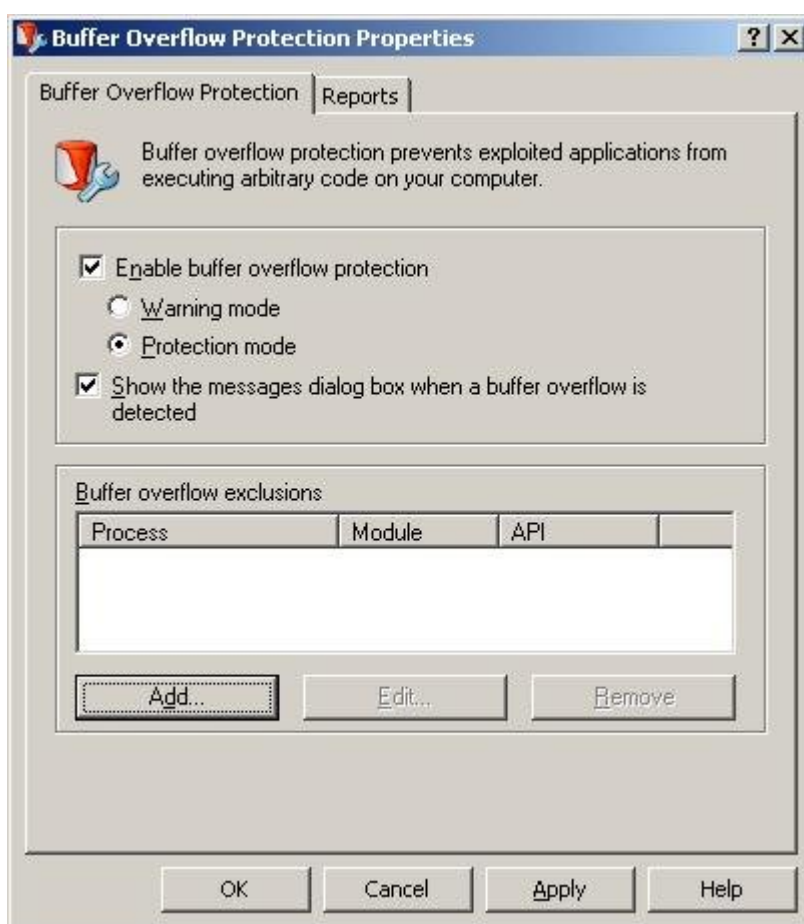 Buffer Overflow Protection Properties
Buffer Overflow Protection
Reports
Buffer overflow protection prevents exploited applications from
executing arbitrary code on your computer.
Enable buffer overflow protection
Warning mode
Protection mode
Show the messages dialog box when a buffer overflow is
detected
Buffer overflow exclusions
Process Module API
Add... Edit... Remove
OK Cancel Apply Help